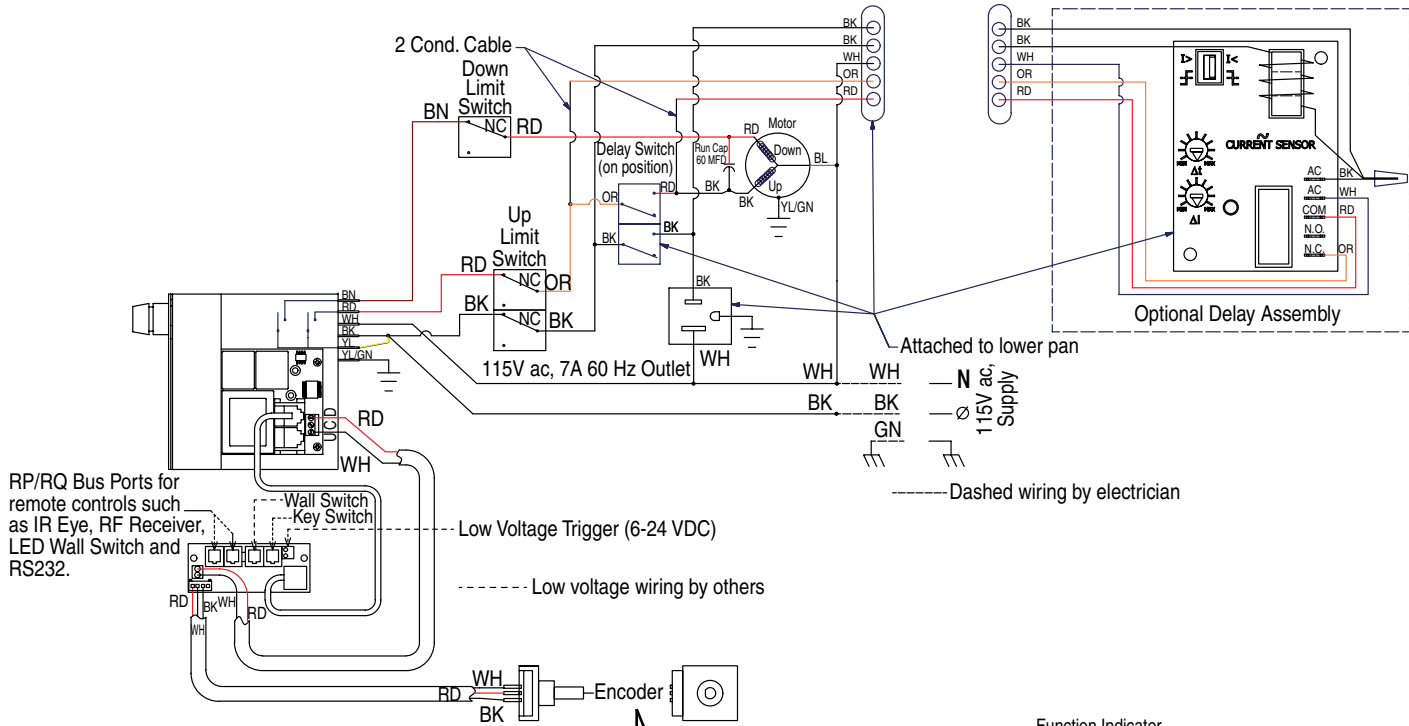 2 Cond. Cable
Down
Limit
Switch
BN
NC
RD
BK
BK
WH
OR
RD
Motor
RD
Down
Run Cap
60 MFD
BL
Up
BK
BK
YL/GN
Delay Switch
(on position)
OR
RD
BK
BK
Up
Limit
Switch
RD
NC
OR
BK
NC
BK
BN
RD
WH
BK
YL
YL/GN
BK
WH
115V ac, 7A 60 Hz Outlet
BK
BK
WH
OR
RD
I>
I<
CURRENT SENSOR
MIN
MAX
Δt
MIN
MAX
ΔI
AC
BK
AC
WH
COM
RD
N.O.
N.C.
OR
Optional Delay Assembly
Attached to lower pan
WH
WH
N
BK
BK
Ø
GN
115V ac,
Supply
Dashed wiring by electrician
UCD
RD
WH
RP/RQ Bus Ports for
remote controls such
as IR Eye, RF Receiver,
LED Wall Switch and
RS232.
Wall Switch
Key Switch
Low Voltage Trigger (6-24 VDC)
Low voltage wiring by others
RD
BK
WH
RD
WH
WH
RD
BK
Encoder
Function Indicator